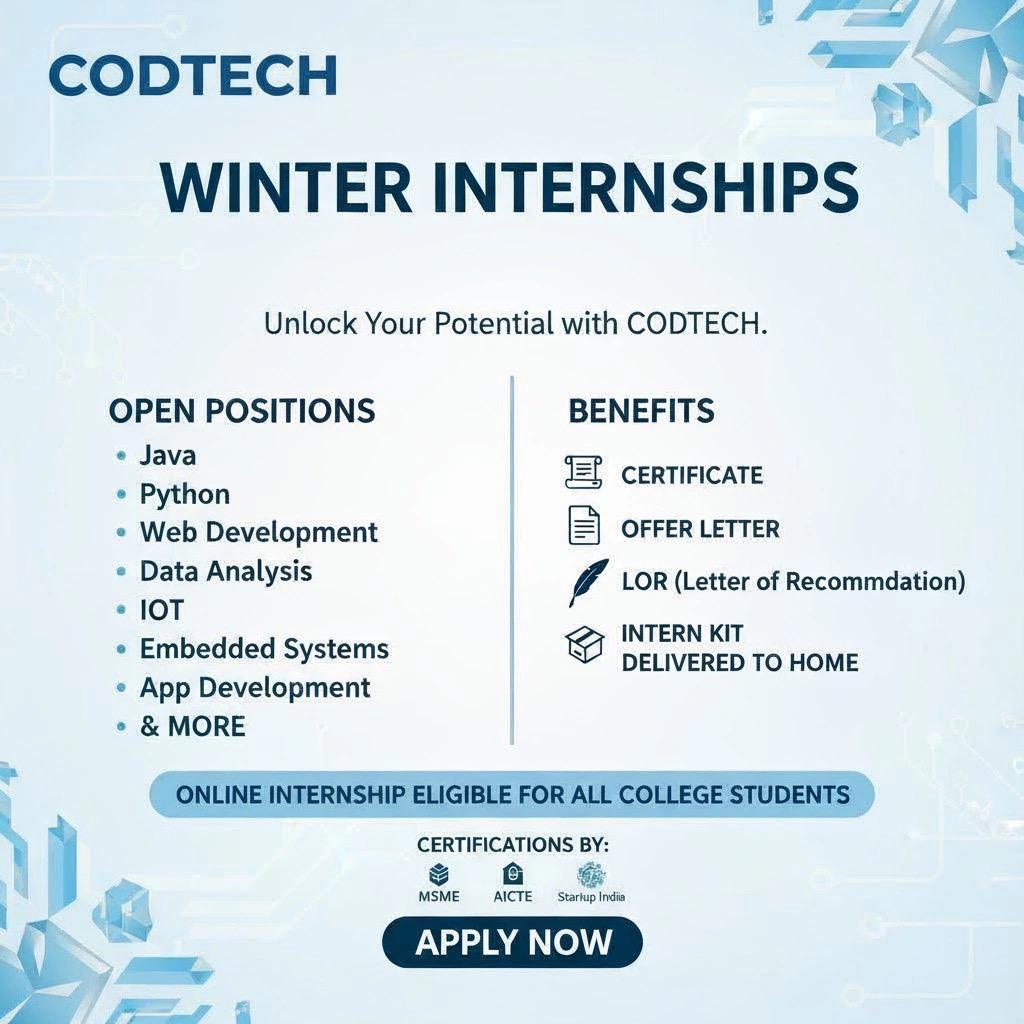 CODTECH
WINTER INTERNSHIPS
Unlock Your Potential with CODTECH.
OPEN POSITIONS
• Java
• Python
• Web Development
• Data Analysis
• IOT
• Embedded Systems
• App Development
• & MORE
BENEFITS
CERTIFICATE
OFFER LETTER
LOR (Letter of Recommdation)
INTERN KIT
DELIVERED TO HOME
ONLINE INTERNSHIP ELIGIBLE FOR ALL COLLEGE STUDENTS
CERTIFICATIONS BY:
MSME
AICTE
Startup Indiia
APPLY NOW